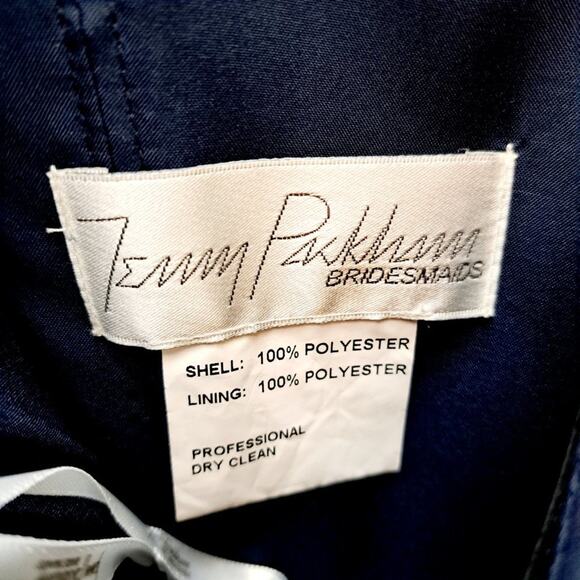 Jenny Packham
BRIDESMAIDS
SHELL: 100% POLYESTER
LINING: 100% POLYESTER
PROFESSIONAL
DRY CLEAN